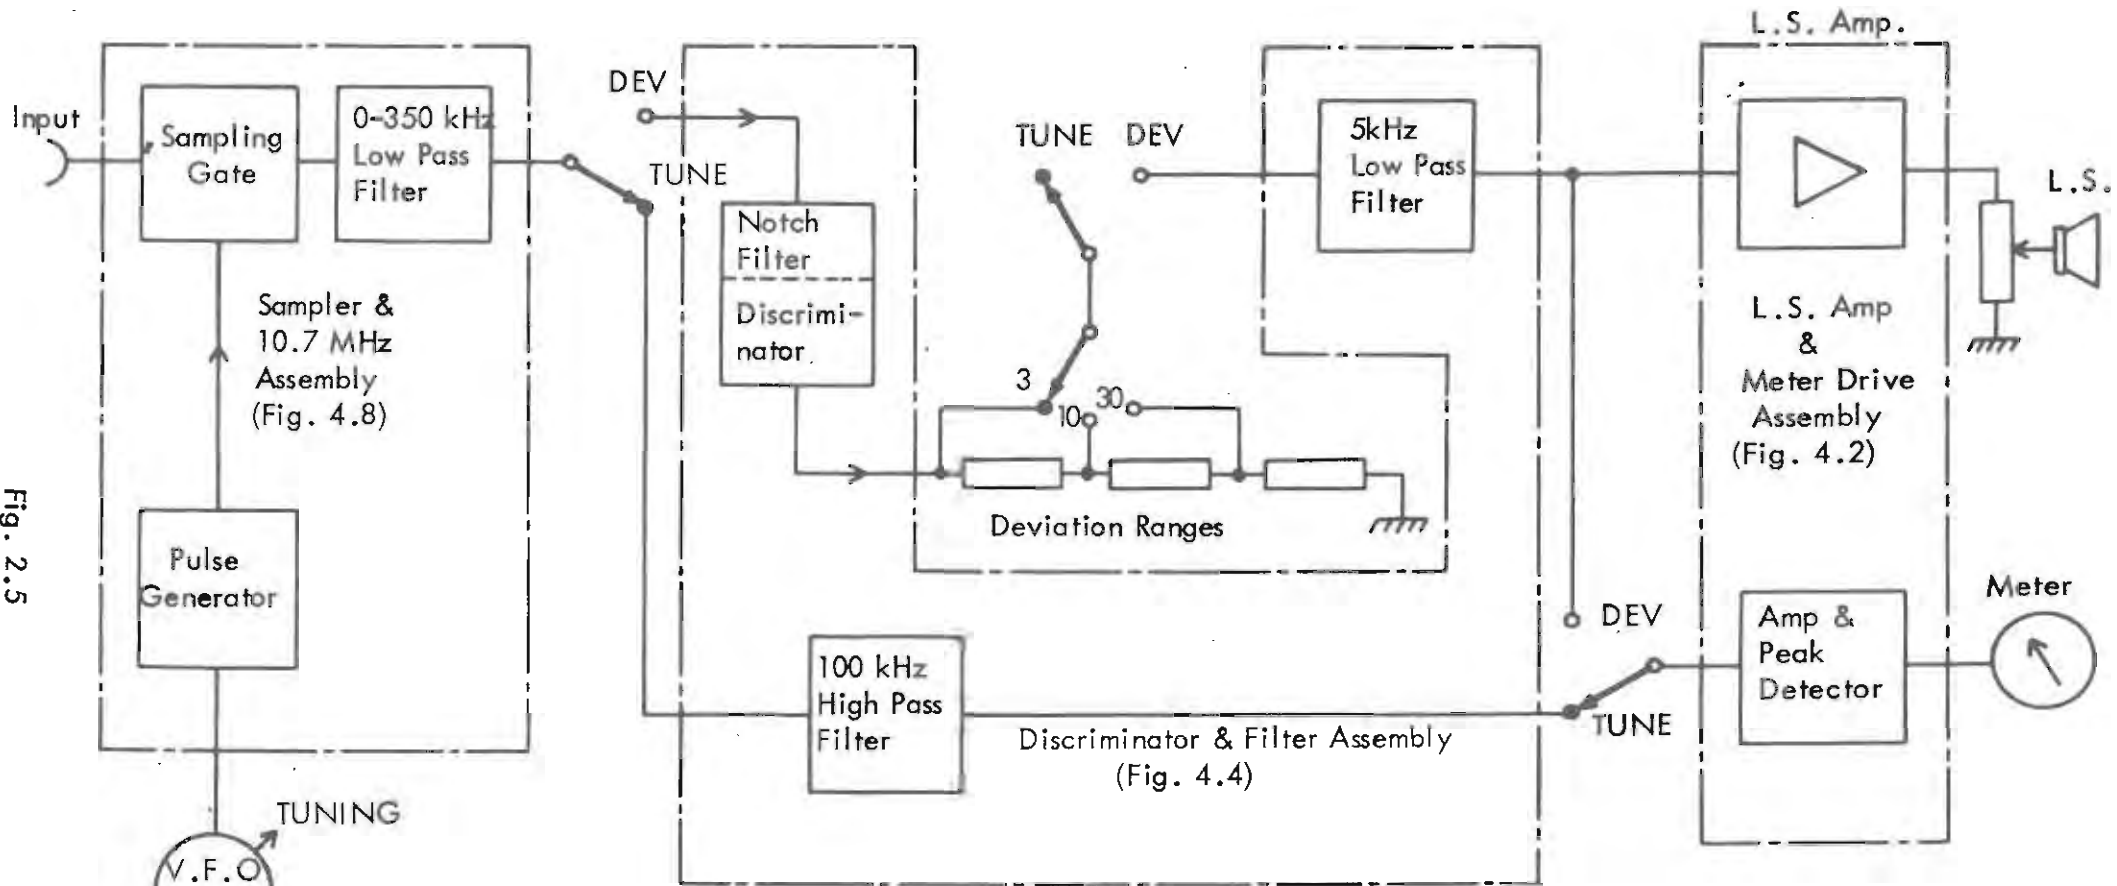 Fig. 2.5
Input
Sampling
Gate
0-350 kHz
Low Pass
Filter
Sampler &
10.7 MHz
Assembly
(Fig. 4.8)
Pulse
Generator
V.F.O
TUNING
DEV
TUNE
Notch
Filter
Discrimi-
nator
TUNE DEV
3
10
30
Deviation Ranges
5kHz
Low Pass
Filter
100 kHz
High Pass
Filter
Discriminator & Filter Assembly
(Fig. 4.4)
DEV
TUNE
L.S. Amp.
L.S. Amp
&
Meter Drive
Assembly
(Fig. 4.2)
L.S.
Amp &
Peak
Detector
Meter